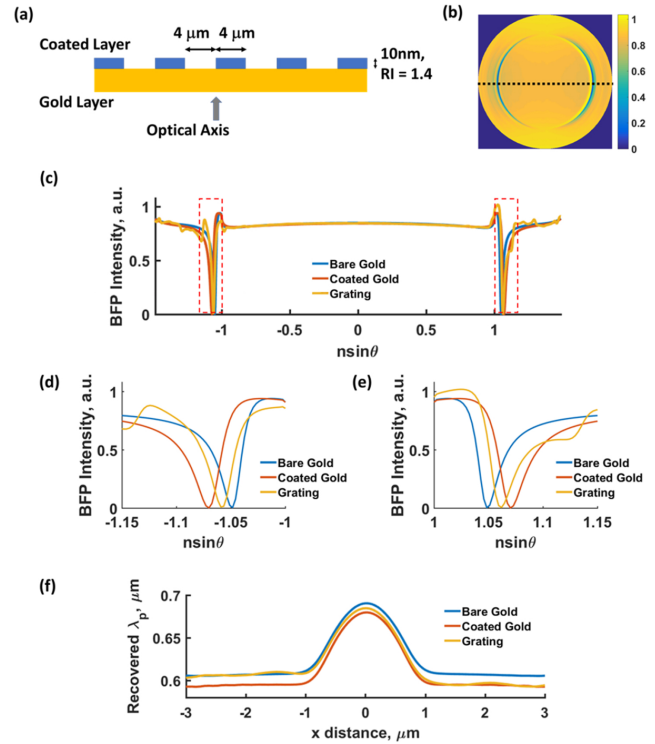 (a)
4 μm 4 μm
Coated Layer
10nm,
RI = 1.4
Gold Layer
Optical Axis
(b)
1
0.8
0.6
0.4
0.2
0
(c)
BFP Intensity, a.u.
1
0.5
0
Bare Gold
Coated Gold
Grating
-1 -0.5 0 0.5 1
nsinθ
(d)
BFP Intensity, a.u.
1
0.5
0
Bare Gold
Coated Gold
Grating
-1.15 -1.1 -1.05 -1
nsinθ
(e)
BFP Intensity, a.u.
1
0.5
0
Bare Gold
Coated Gold
Grating
1 1.05 1.1 1.15
nsinθ
(f)
Recovered λp, μm
0.7
0.65
0.6
Bare Gold
Coated Gold
Grating
-3 -2 -1 0 1 2 3
x distance, μm